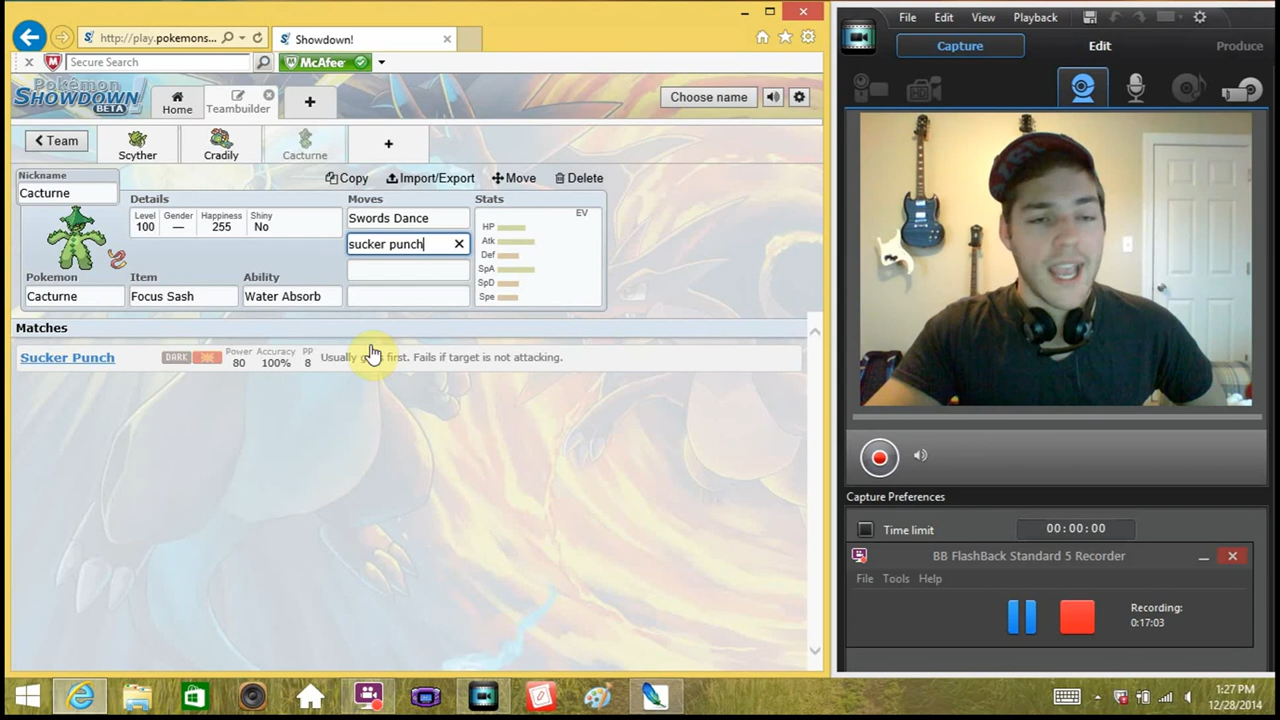 http://play.pokemons...
Showdown!
Secure Search
McAfee
Pokémon
SHOWDOWN!
BETA
Home
Teambuilder
+
Choose name
< Team
Scyther
Cradily
Cacturne
+
Nickname
Cacturne
Copy
Import/Export
Move
Delete
Details
Level
100
Gender
—
Happiness
255
Shiny
No
Moves
Swords Dance
sucker punch
Stats
EV
HP
Atk
Def
SpA
SpD
Spe
Pokemon
Cacturne
Item
Focus Sash
Ability
Water Absorb
Matches
Sucker Punch
DARK
Power
80
Accuracy
100%
PP
8
Usually first. Fails if target is not attacking.
File Edit View Playback
Capture
Edit
Produce
Capture Preferences
Time limit
00:00:00
BB FlashBack Standard 5 Recorder
File Tools Help
Recording:
0:17:03
1:27 PM
12/28/2014